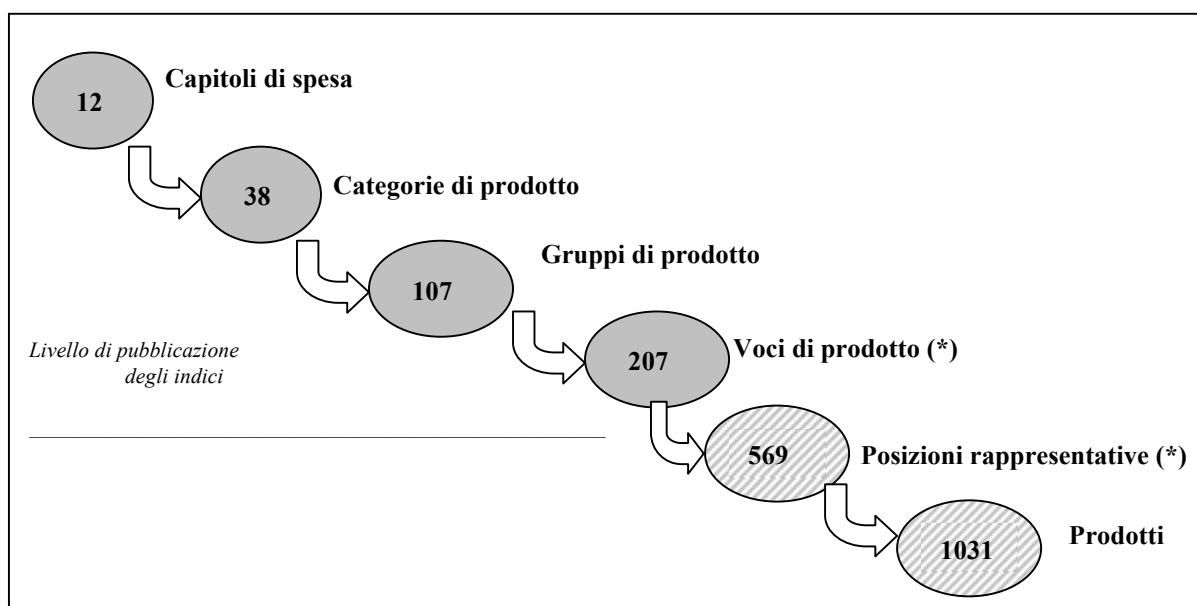 12
Capitoli di spesa
38
Categorie di prodotto
107
Gruppi di prodotto
Livello di pubblicazione
degli indici
207
Voci di prodotto (*)
569
Posizioni rappresentative (*)
1031
Prodotti